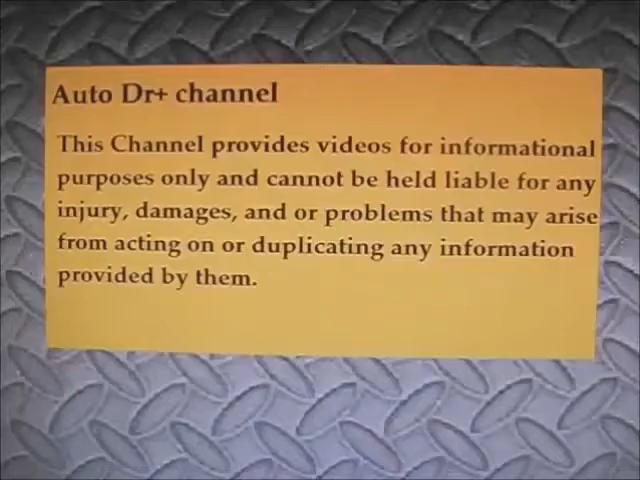 Auto Dr+ channel
This Channel provides videos for informational
purposes only and cannot be held liable for any
injury, damages, and or problems that may arise
from acting on or duplicating any information
provided by them.